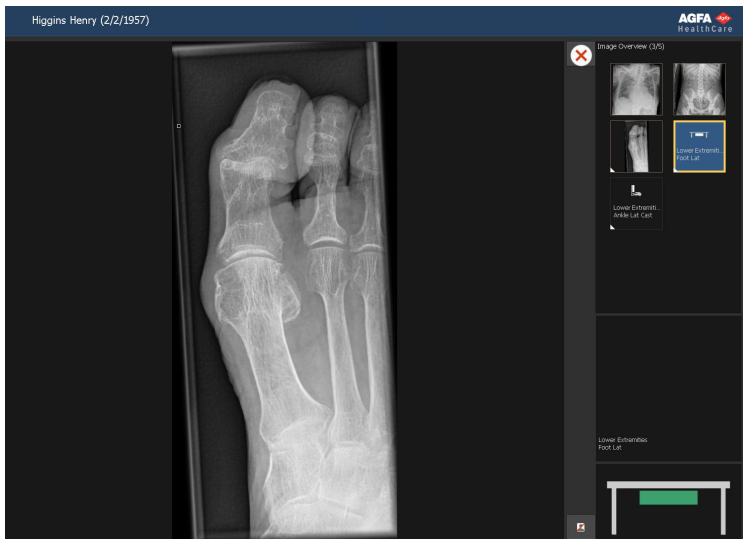 Higgins Henry (2/2/1957)
AGFA
HealthCare
Image Overview (3/5)
Lower Extremiti...
Foot Lat
Lower Extremiti...
Ankle Lat Cast
Lower Extremities
Foot Lat